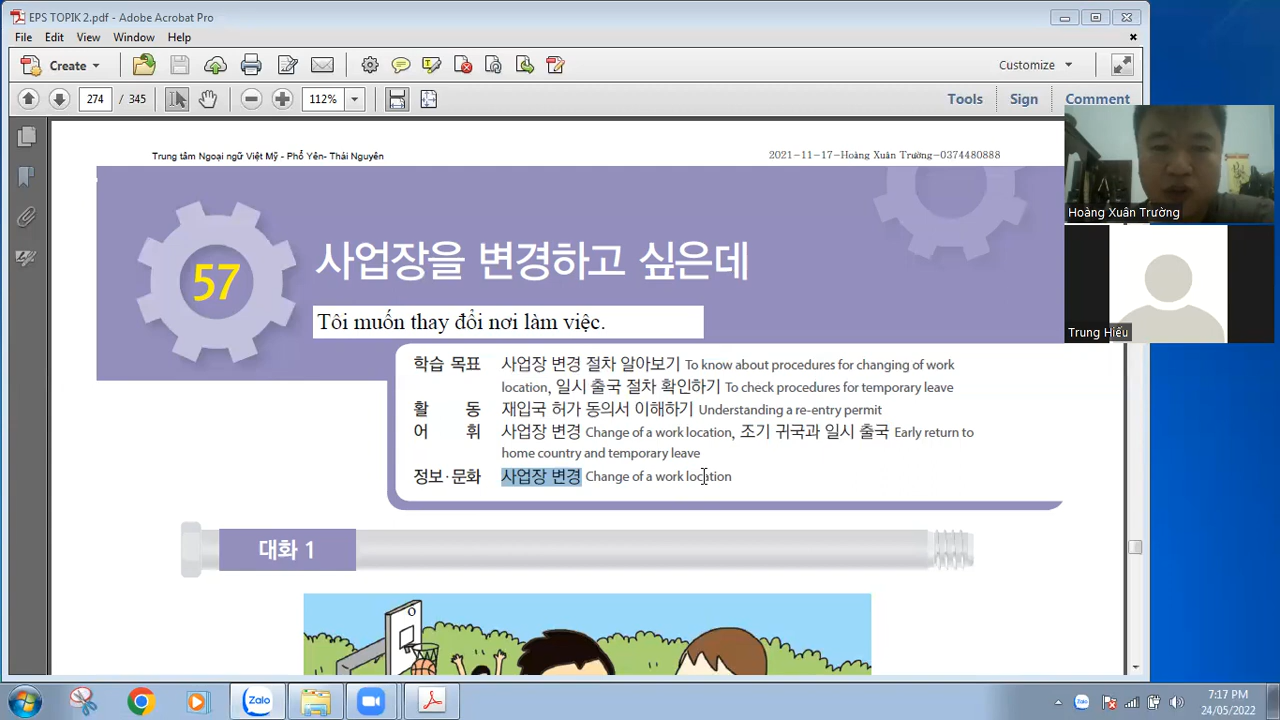 EPS TOPIK 2.pdf - Adobe Acrobat Pro
File Edit View Window Help
Create
Customize
274 / 345
112%
Tools Sign Comment
Trung tâm Ngoại ngữ Việt Mỹ - Phổ Yên- Thái Nguyên
2021-11-17-Hoàng Xuân Trường-0374480888
57
사업장을 변경하고 싶은데
Tôi muốn thay đổi nơi làm việc.
학습 목표 사업장 변경 절차 알아보기 To know about procedures for changing of work
location, 일시 출국 절차 확인하기 To check procedures for temporary leave
활 동 재입국 허가 동의서 이해하기 Understanding a re-entry permit
어 휘 사업장 변경 Change of a work location, 조기 귀국과 일시 출국 Early return to
home country and temporary leave
정보·문화 사업장 변경 Change of a work location
대화 1
Hoàng Xuân Trường
Trung Hiếu
Zalo
Zalo
7:17 PM
24/05/2022